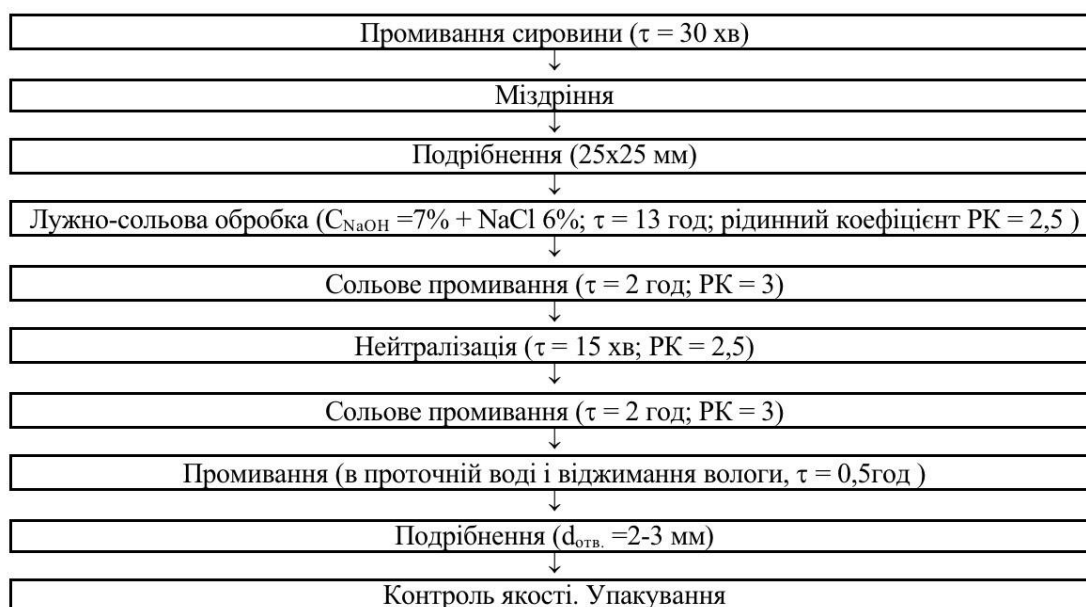 Промивання сировини (τ = 30 хв)
↓
Міздріння
↓
Подрібнення (25х25 мм)
↓
Лужно-сольова обробка (CNaOH =7% + NaCl 6%; τ = 13 год; рідинний коефіцієнт РК = 2,5 )
↓
Сольове промивання (τ = 2 год; РК = 3)
↓
Нейтралізація (τ = 15 хв; РК = 2,5)
↓
Сольове промивання (τ = 2 год; РК = 3)
↓
Промивання (в проточній воді і віджимання вологи, τ = 0,5год )
↓
Подрібнення (dотв. =2-3 мм)
↓
Контроль якості. Упакування